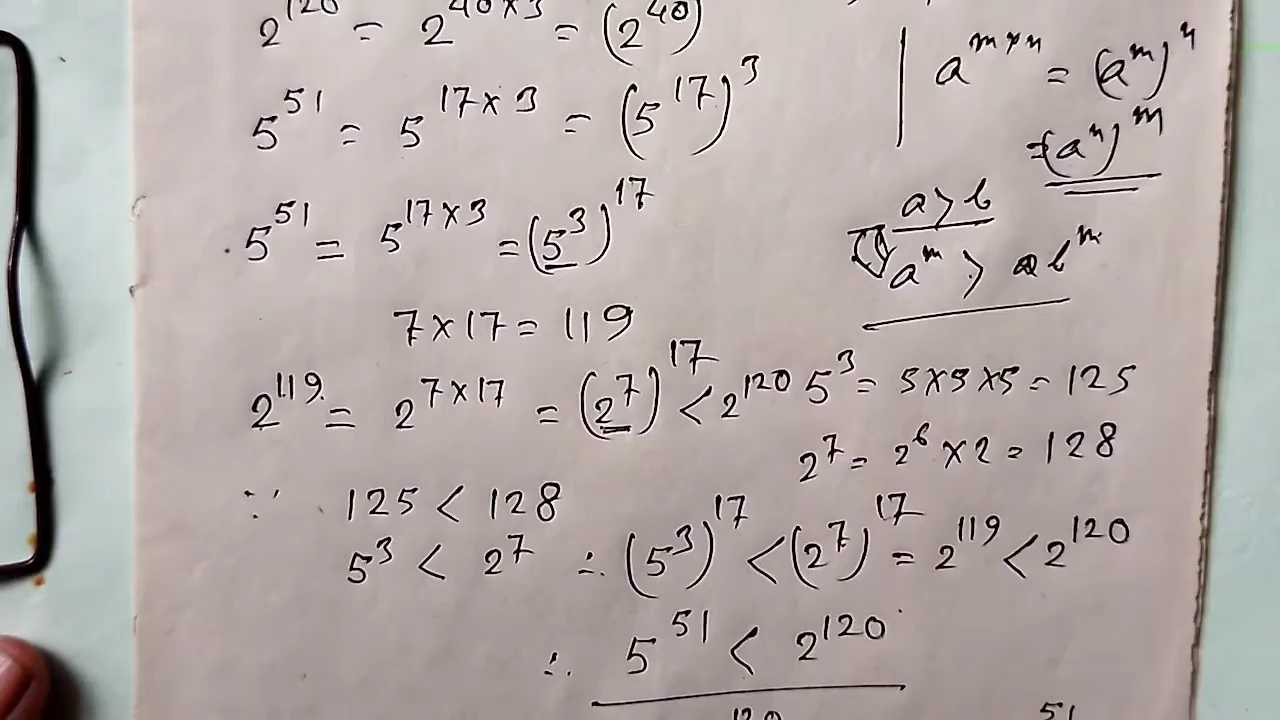 2^120 = 2^40×3 = (2^40)
a^m×n = (a^m)^n
5^51 = 5^17×3 = (5^17)^3
=(a^n)^m
5^51 = 5^17×3 = (5^3)^17
a>b
a^m > b^m
7×17 = 119
2^119 = 2^7×17 = (2^7)^17 < 2^120
5^3 = 5×5×5 = 125
2^7 = 2^6 ×2 = 128
∵ 125 < 128
5^3 < 2^7 ∴ (5^3)^17 < (2^7)^17 = 2^119 < 2^120
∴ 5^51 < 2^120
120 51